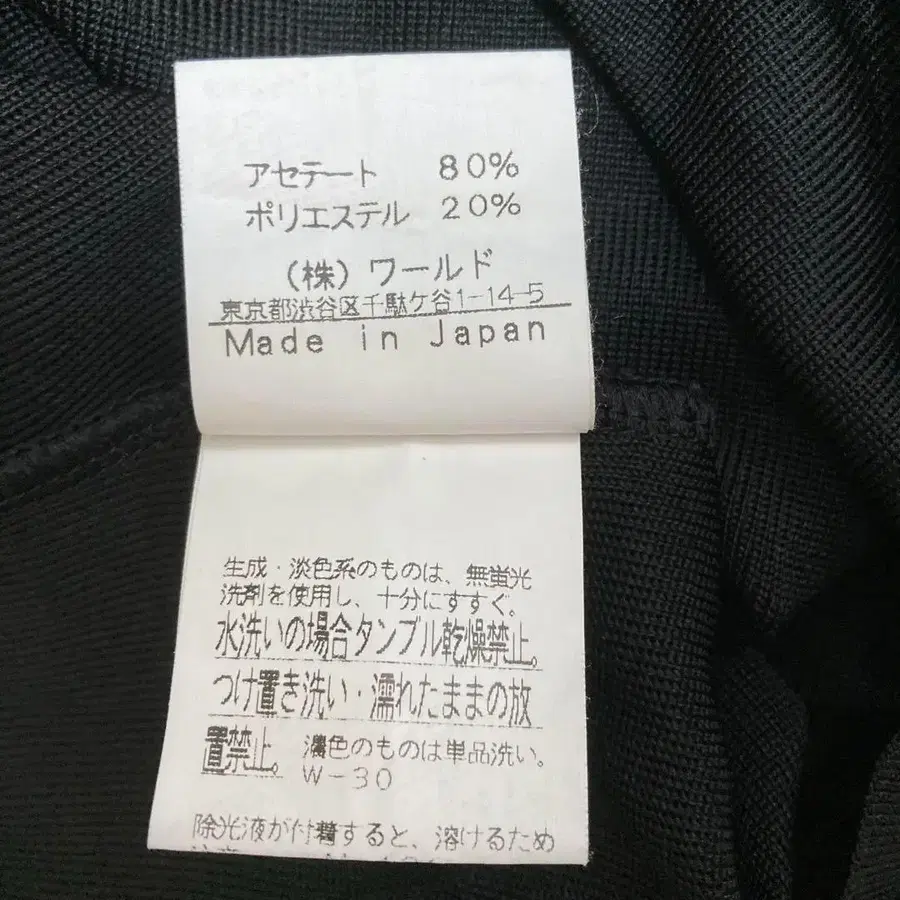 アセテート 80%
ポリエステル 20%
(株)ワールド
東京都渋谷区千駄ケ谷1-14-5
Made in Japan
生成・淡色系のものは、無蛍光
洗剤を使用し、十分にすすぐ。
水洗いの場合タンブル乾燥禁止。
つけ置き洗い・濡れたままの放
置禁止。濃色のものは単品洗い。
W-30
除光液が付着すると、溶けるため